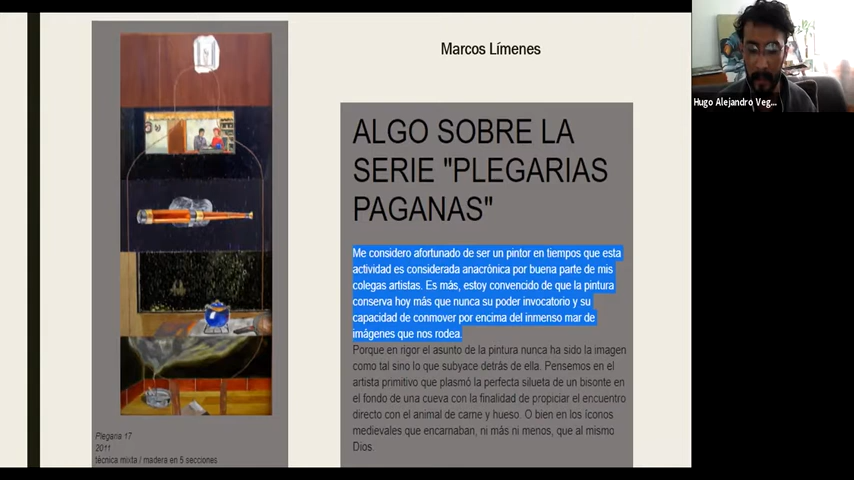 Marcos Límenes
ALGO SOBRE LA
SERIE "PLEGARIAS
PAGANAS"
Me considero afortunado de ser un pintor en tiempos que esta
actividad es considerada anacrónica por buena parte de mis
colegas artistas. Es más, estoy convencido de que la pintura
conserva hoy más que nunca su poder invocatorio y su
capacidad de conmover por encima del inmenso mar de
imágenes que nos rodea.
Porque en rigor el asunto de la pintura nunca ha sido la imagen
como tal sino lo que subyace detrás de ella. Pensemos en el
artista primitivo que plasmó la perfecta silueta de un bisonte en
el fondo de una cueva con la finalidad de propiciar el encuentro
directo con el animal de carne y hueso. O bien en los íconos
medievales que encarnaban, ni más ni menos, que al mismo
Dios.
Plegaria 17
2011
técnica mixta / madera en 5 secciones
Hugo Alejandro Veg...